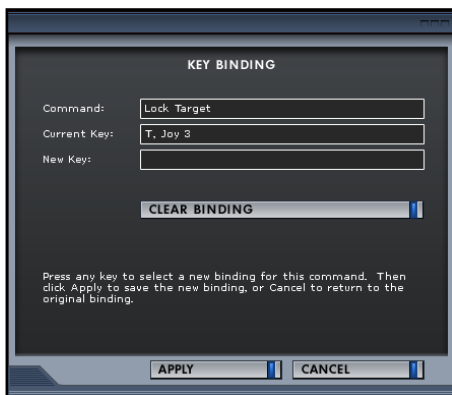 KEY BINDING
Command: Lock Target
Current Key: T, Joy 3
New Key:
CLEAR BINDING
Press any key to select a new binding for this command. Then
click Apply to save the new binding, or Cancel to return to the
original binding.
APPLY CANCEL